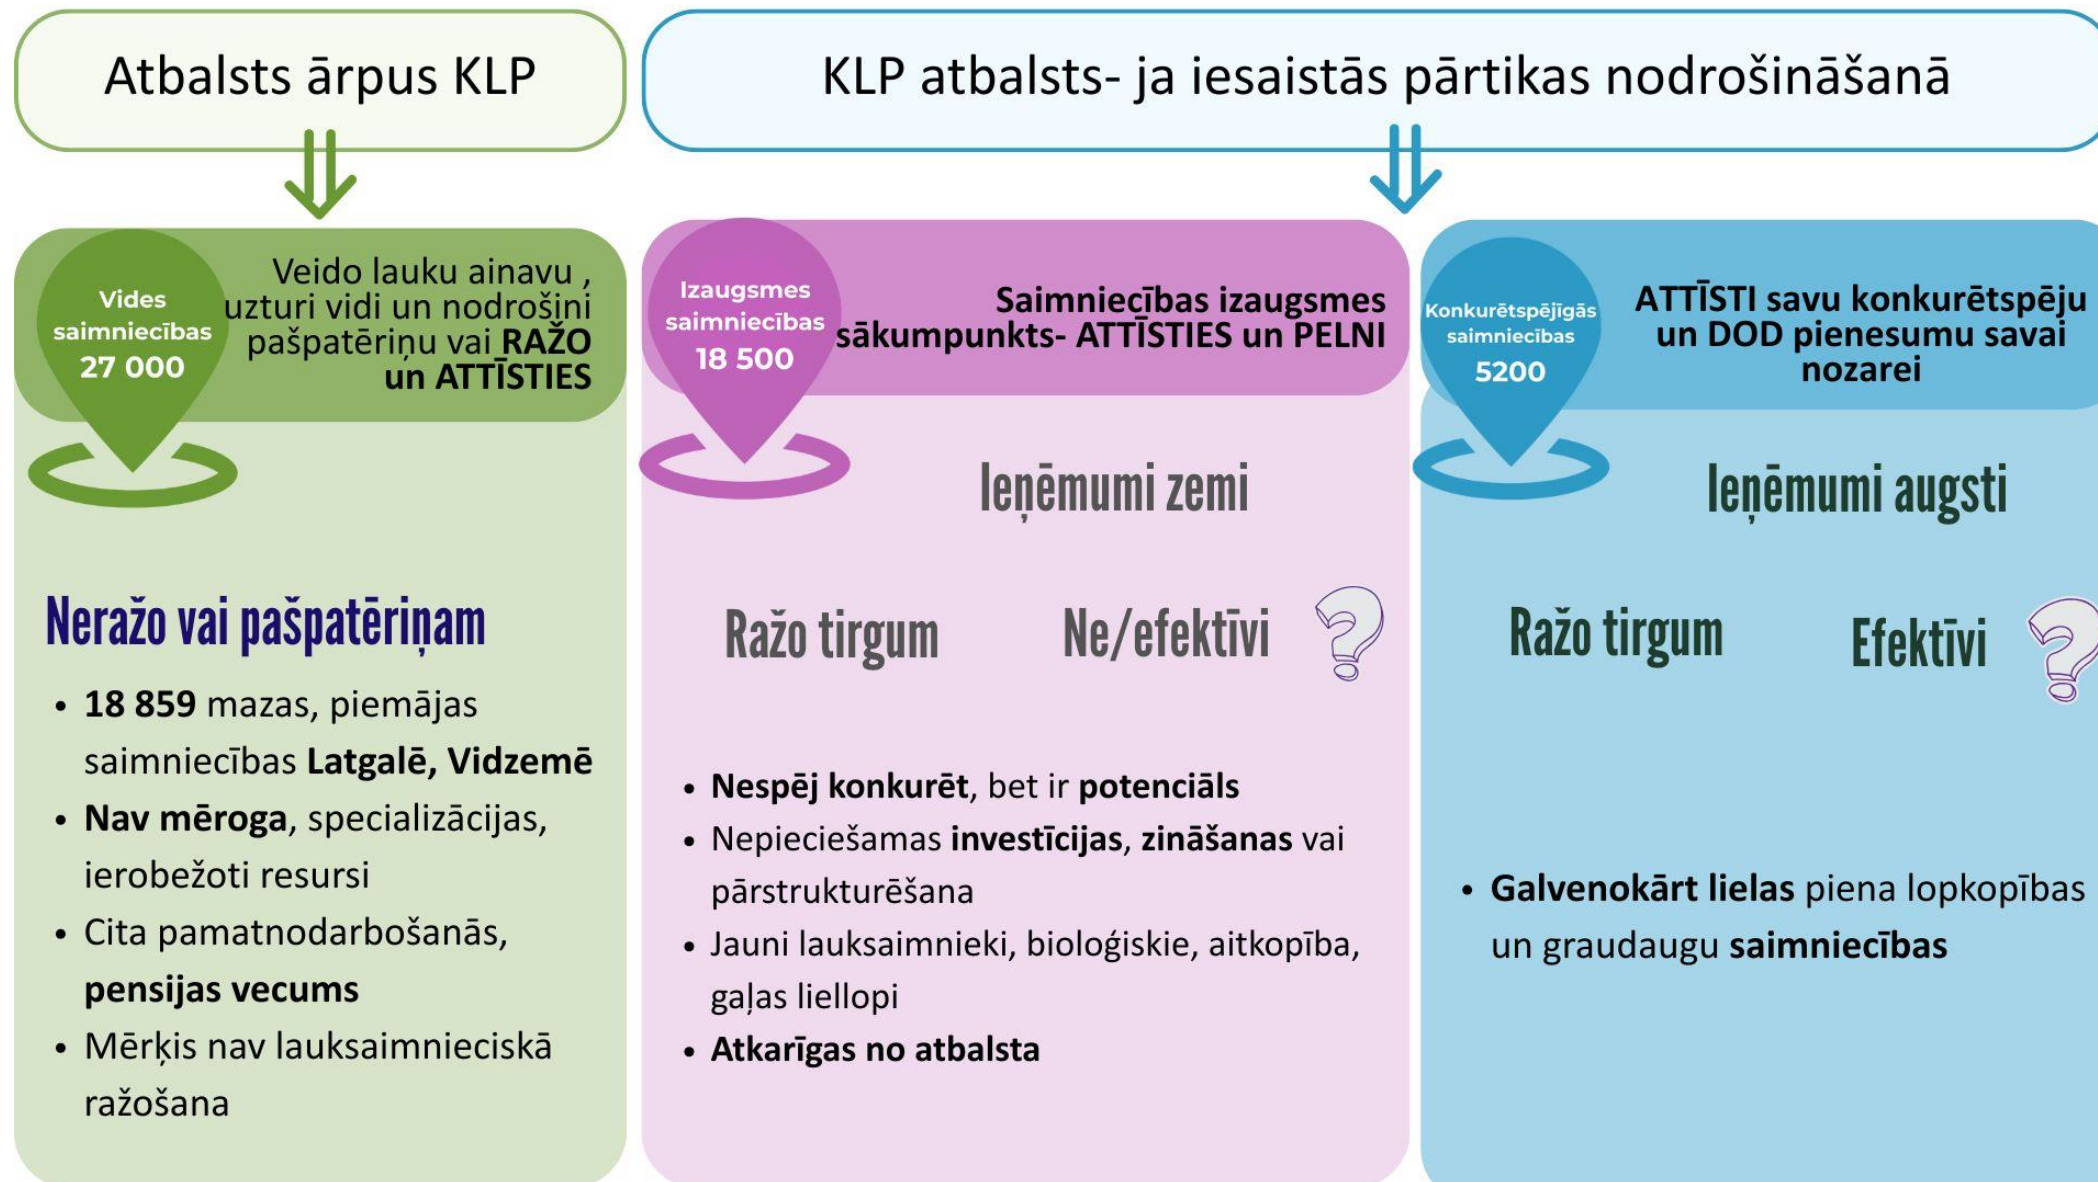 Atbalsts ārpus KLP
KLP atbalsts- ja iesaistās pārtikas nodrošināšanā
Vides
saimniecības
27 000
Veido lauku ainavu ,
uzturi vidi un nodrošini
pašpatēriņu vai RAŽO
un ATTĪSTIES
Neražo vai pašpatēriņam
• 18 859 mazas, piemājas
saimniecības Latgalē, Vidzemē
• Nav mēroga, specializācijas,
ierobežoti resursi
• Cita pamatnodarbošanās,
pensijas vecums
• Mērķis nav lauksaimnieciskā
ražošana
Izaugsmes
saimniecības
18 500
Saimniecības izaugsmes
sākumpunkts- ATTĪSTIES un PELNI
Ieņēmumi zemi
Ražo tirgum
Ne/efektīvi
?
• Nespēj konkurēt, bet ir potenciāls
• Nepieciešamas investīcijas, zināšanas vai
pārstrukturēšana
• Jauni lauksaimnieki, bioloģiskie, aitkopība,
gaļas liellopi
• Atkarīgas no atbalsta
Konkurētspējīgās
saimniecības
5200
ATTĪSTI savu konkurētspēju
un DOD pienesumu savai
nozarei
Ieņēmumi augsti
Ražo tirgum
Efektīvi
?
• Galvenokārt lielas piena lopkopības
un graudaugu saimniecības